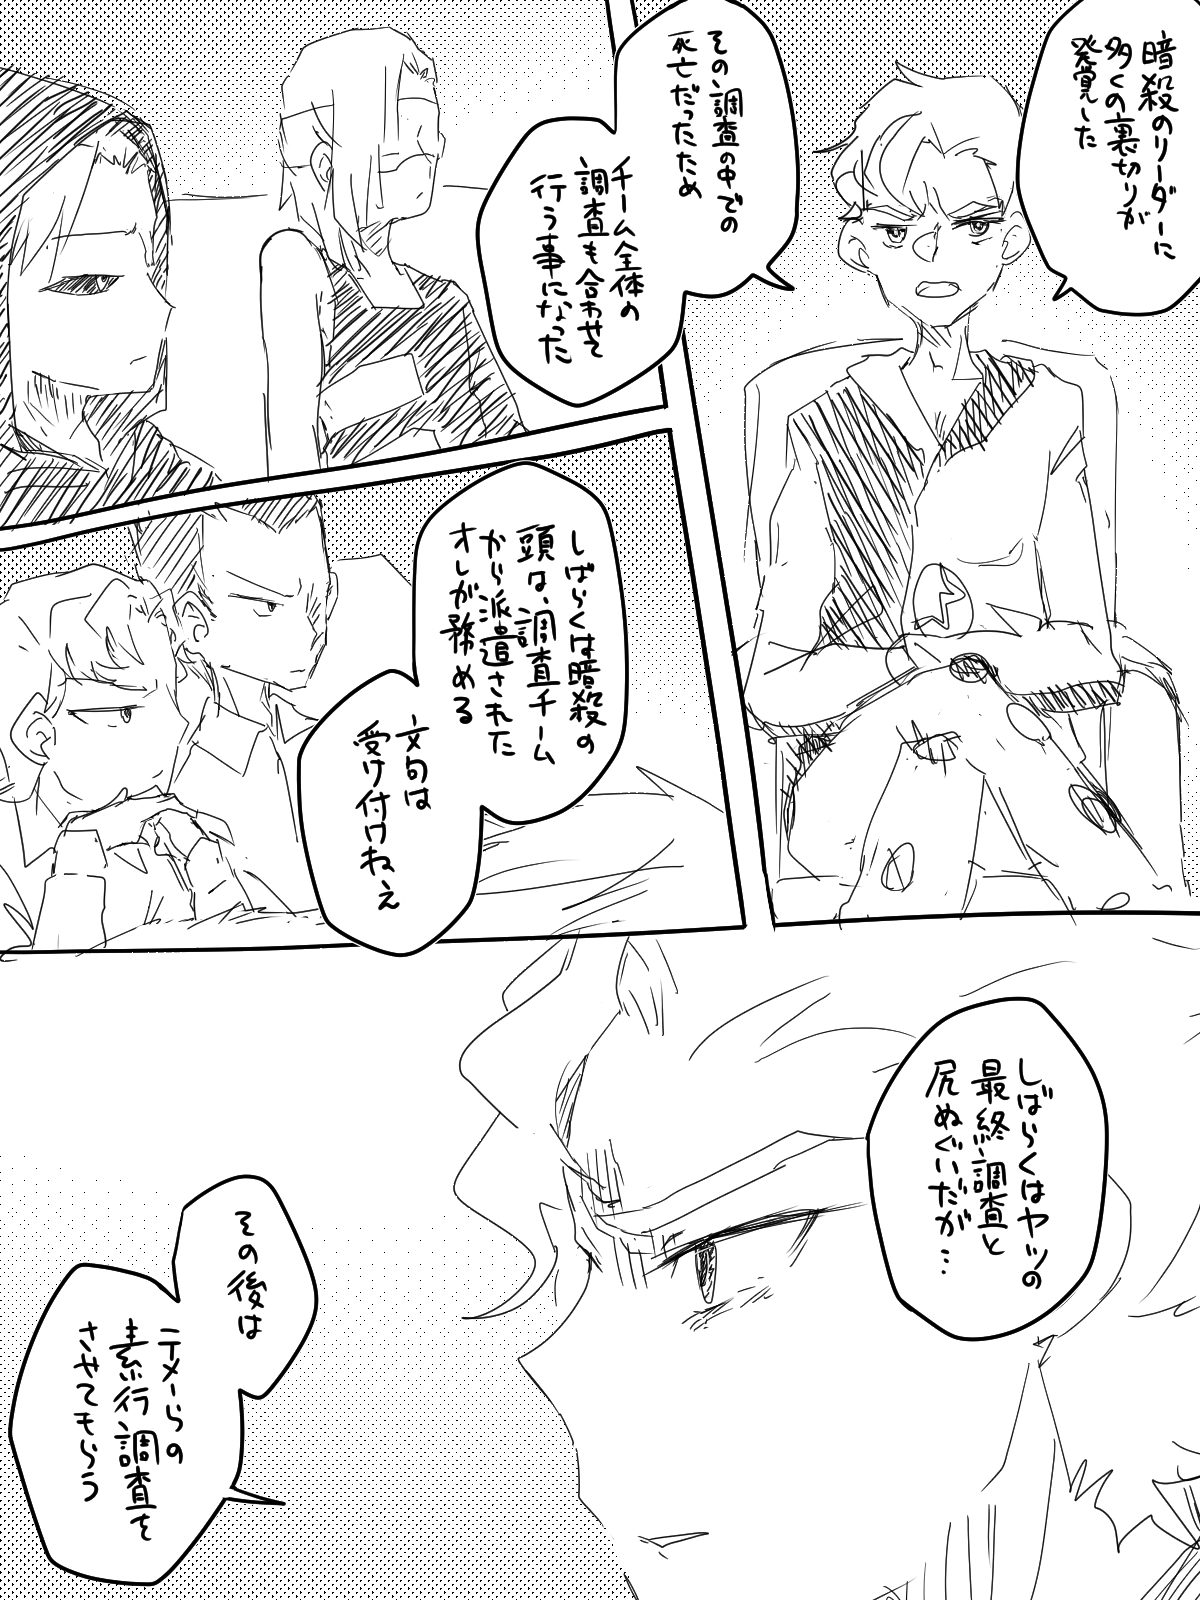 暗殺のリーダーに
多くの裏切りが
発覚した
その、調査の中での
死亡だったため
チーム全体の
調査も合わせて
行う事になった
しばらくは暗殺の
頭は、調査チーム
から派遣された
オレが務める
文句は
受け付けねえ
しばらくはヤツの
最終調査と
尻ぬぐいだが…
その後は
テメーらの
素行調査を
させてもらう